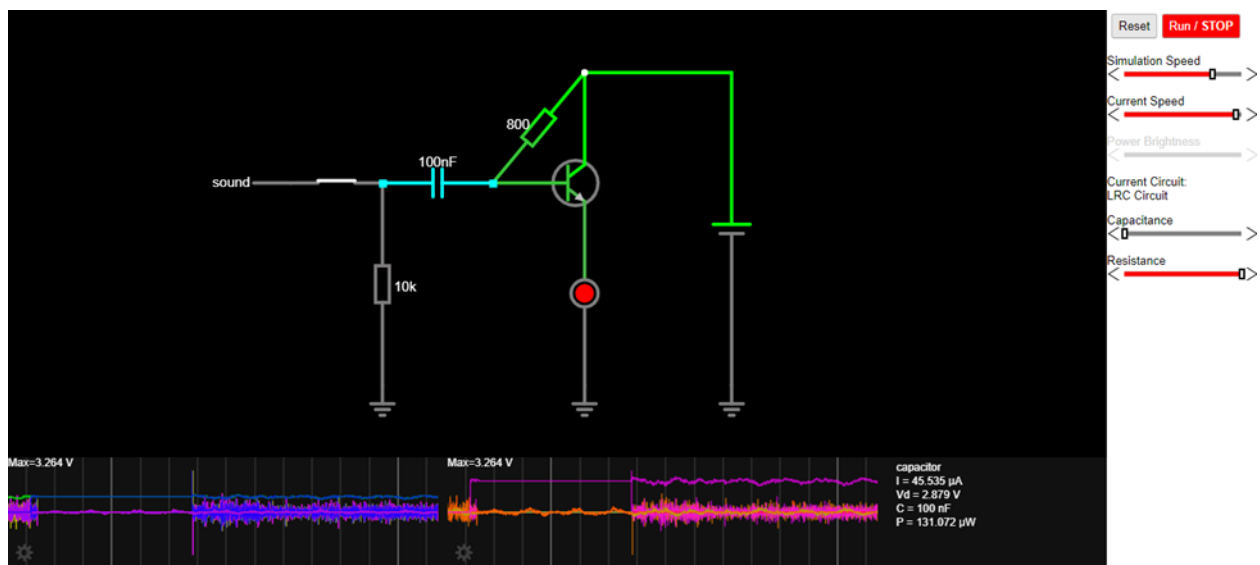 Reset
Run / STOP
Simulation Speed
Current Speed
Power Brightness
Current Circuit:
LRC Circuit
Capacitance
Resistance
800
100nF
sound
10k
Max=3.264 V
Max=3.264 V
capacitor
I = 45.535 µA
Vd = 2.879 V
C = 100 nF
P = 131.072 µW